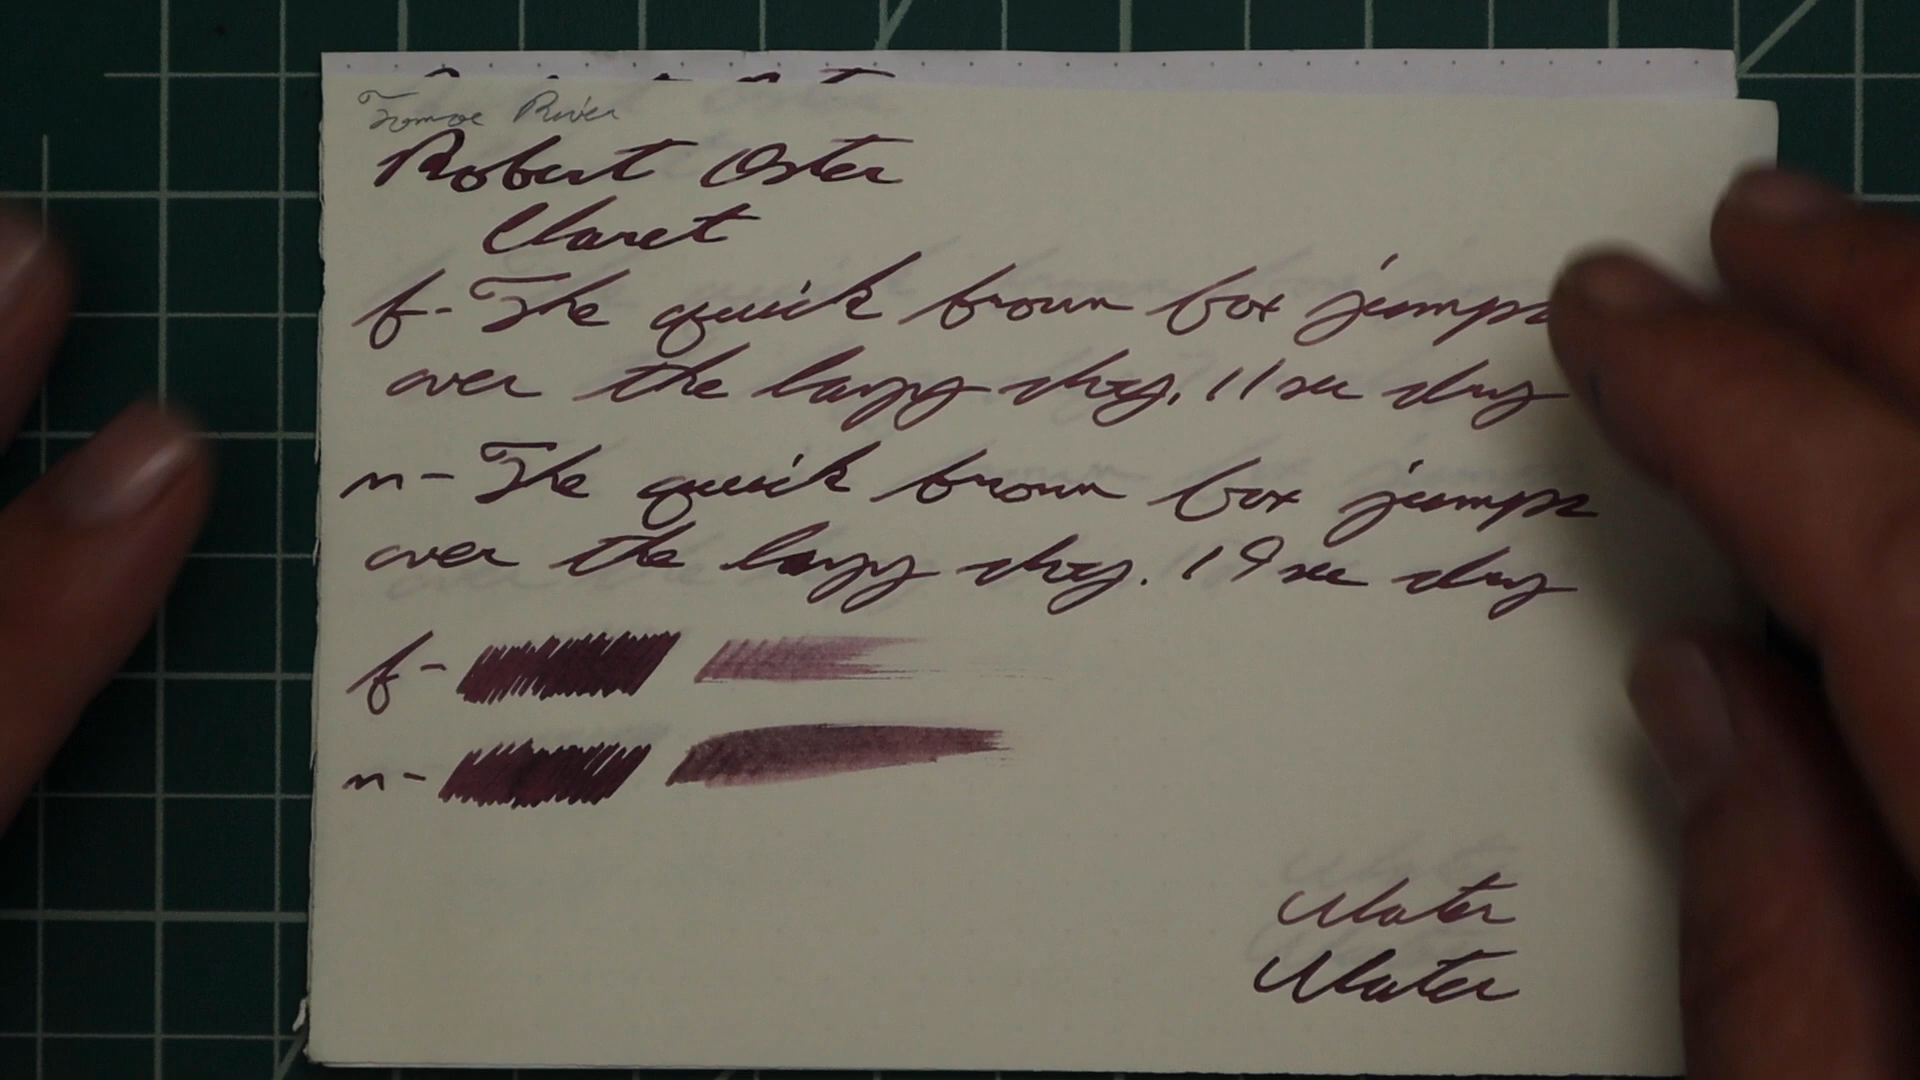 Tomoe River
Robert Oster
Claret
f - The quick brown fox jumps
over the lazy dog. 11 sec dry
m - The quick brown fox jumps
over the lazy dog. 19 sec dry
f -
m -
Water
Water